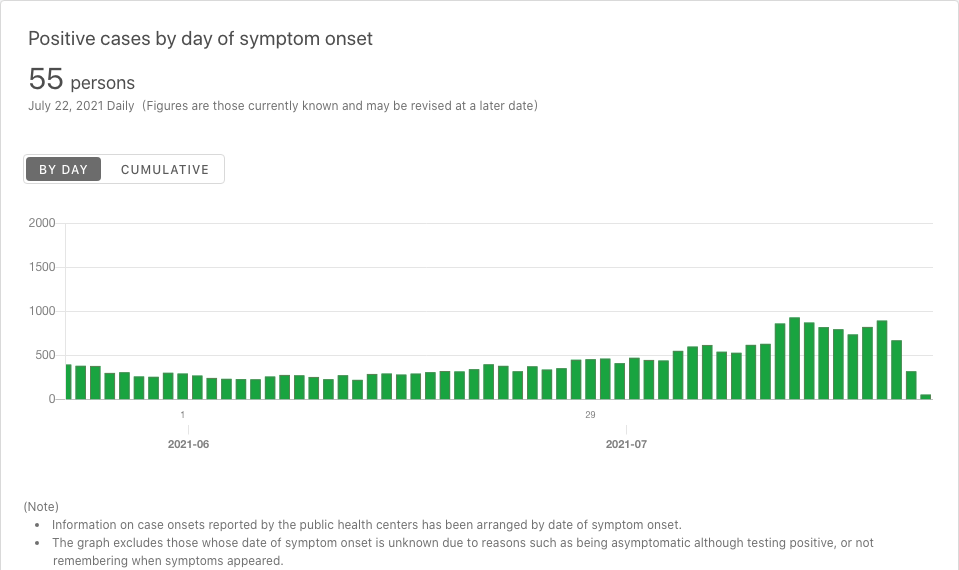 Positive cases by day of symptom onset
55 persons
July 22, 2021 Daily (Figures are those currently known and may be revised at a later date)
BY DAY CUMULATIVE
2000
1500
1000
500
0
1 29
2021-06 2021-07
(Note)
• Information on case onsets reported by the public health centers has been arranged by date of symptom onset.
• The graph excludes those whose date of symptom onset is unknown due to reasons such as being asymptomatic although testing positive, or not
remembering when symptoms appeared.